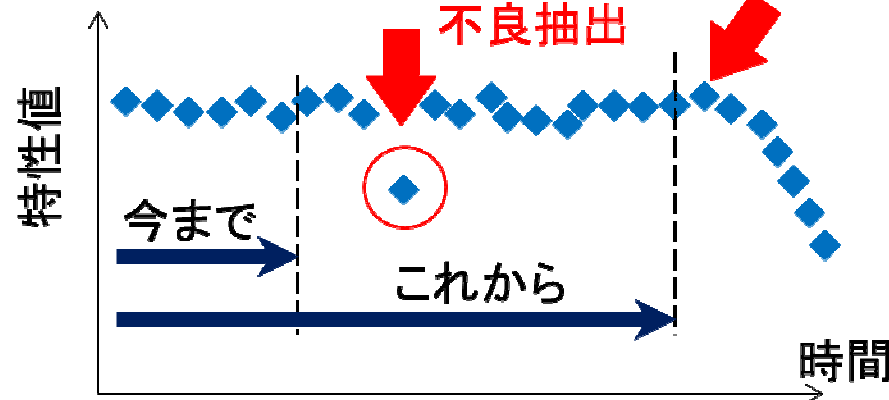 不良抽出
特性値
今まで
これから
時間